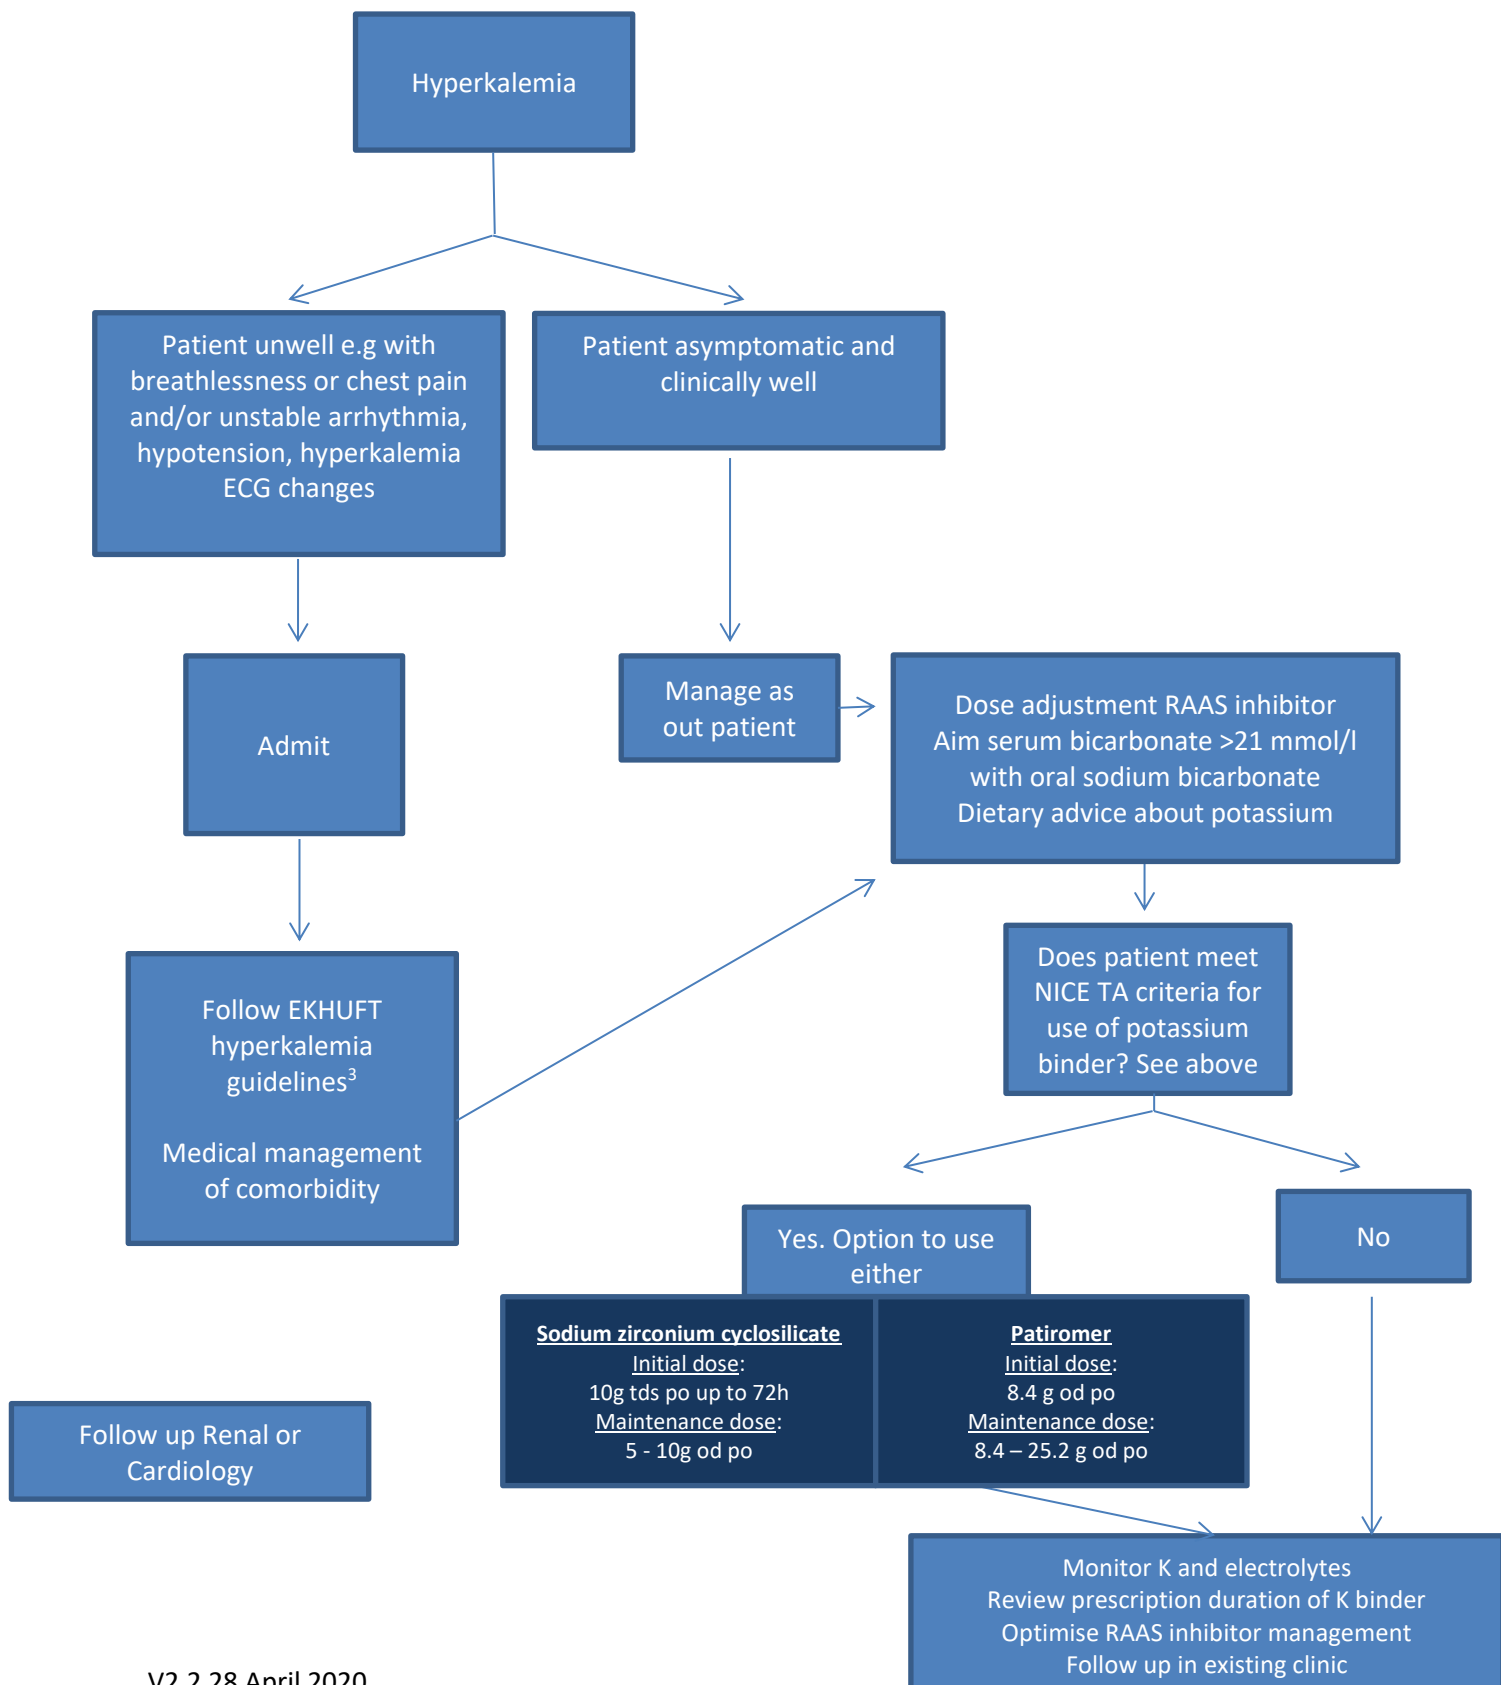 Hyperkalemia
Patient unwell e.g with
breathlessness or chest pain
and/or unstable arrhythmia,
hypotension, hyperkalemia
ECG changes
Patient asymptomatic and
clinically well
Admit
Manage as
out patient
Dose adjustment RAAS inhibitor
Aim serum bicarbonate >21 mmol/l
with oral sodium bicarbonate
Dietary advice about potassium
Follow EKHUFT
hyperkalemia
guidelines³
Medical management
of comorbidity
Does patient meet
NICE TA criteria for
use of potassium
binder? See above
Yes. Option to use
either
No
Sodium zirconium cyclosilicate
Initial dose:
10g tds po up to 72h
Maintenance dose:
5 - 10g od po
Patiromer
Initial dose:
8.4 g od po
Maintenance dose:
8.4 – 25.2 g od po
Follow up Renal or
Cardiology
Monitor K and electrolytes
Review prescription duration of K binder
Optimise RAAS inhibitor management
Follow up in existing clinic
V2.2 28 April 2020